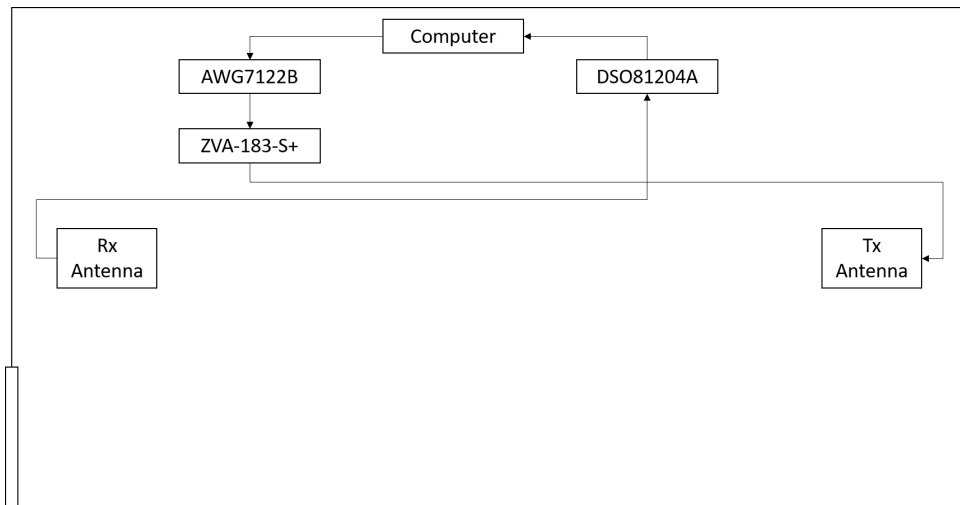 Computer
AWG7122B
DSO81204A
ZVA-183-S+
Rx
Antenna
Tx
Antenna